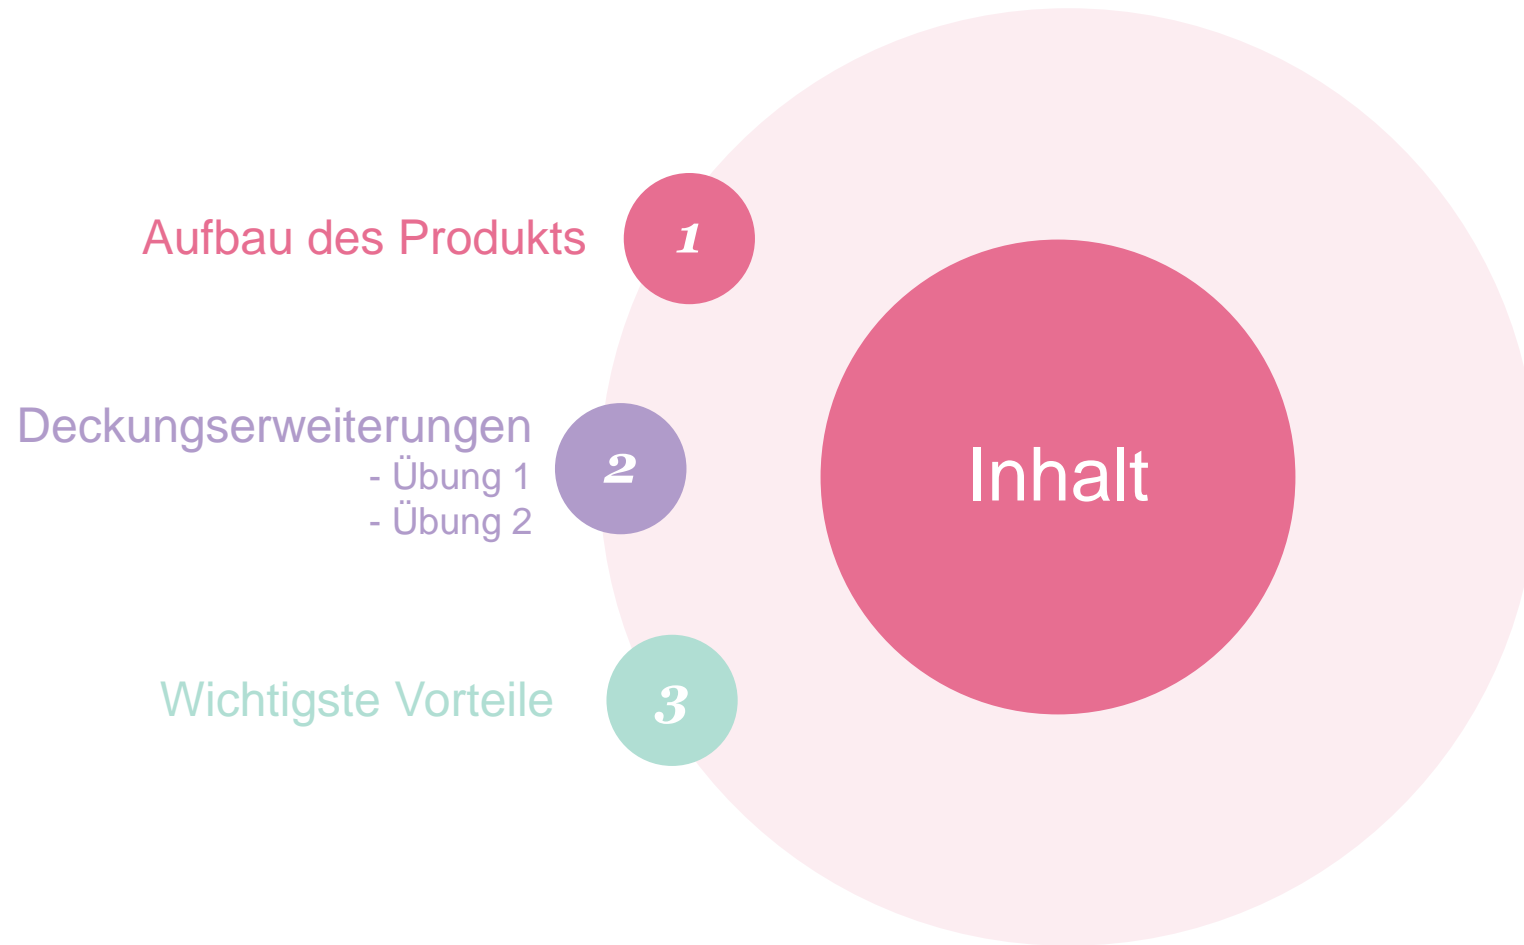 Inhalt
Aufbau des Produkts
1
Deckungserweiterungen
- Übung 1
- Übung 2
2
Wichtigste Vorteile
3